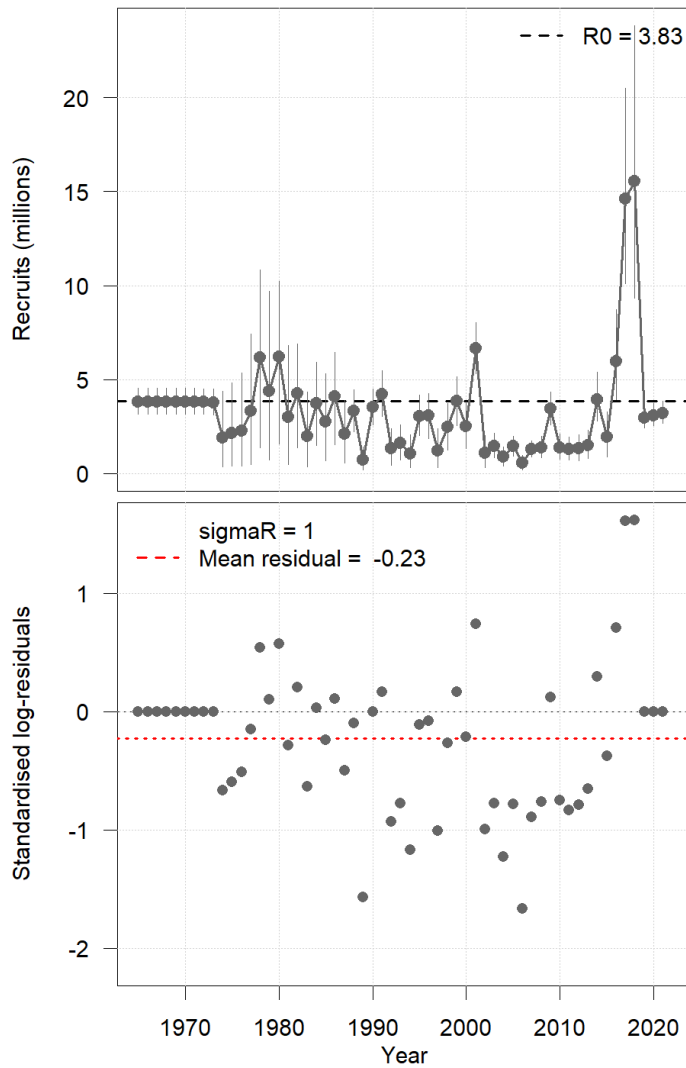 R0 = 3.83
Recruits (millions)
20
15
10
5
0
sigmaR = 1
Mean residual = -0.23
Standardised log-residuals
1
0
-1
-2
1970 1980 1990 2000 2010 2020
Year